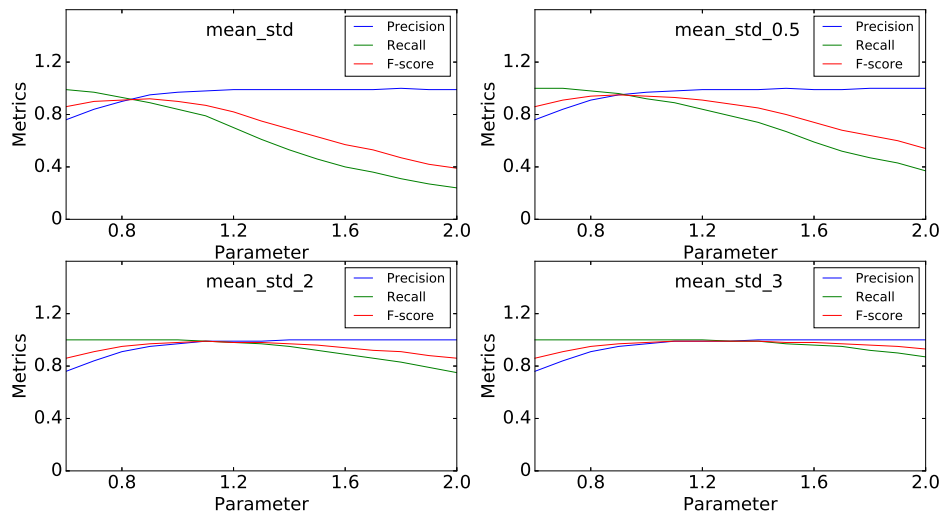 mean_std
Precision
Recall
F-score
Metrics
1.2
0.8
0.4
0
0.8
1.2
1.6
2.0
Parameter
mean_std_0.5
Precision
Recall
F-score
Metrics
1.2
0.8
0.4
0
0.8
1.2
1.6
2.0
Parameter
mean_std_2
Precision
Recall
F-score
Metrics
1.2
0.8
0.4
0
0.8
1.2
1.6
2.0
Parameter
mean_std_3
Precision
Recall
F-score
Metrics
1.2
0.8
0.4
0
0.8
1.2
1.6
2.0
Parameter